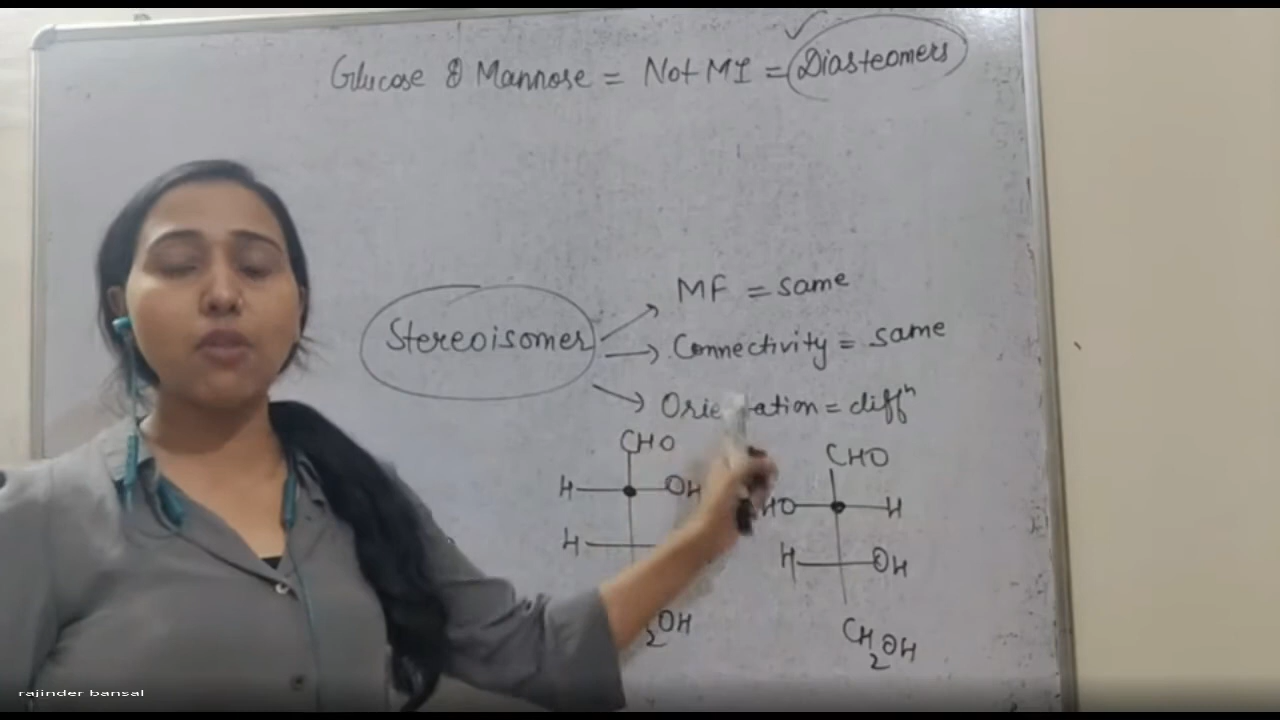 Glucose & Mannose = Not MI = Diasteomers
MF = same
Stereoisomer
Connectivity = same
Orientation = diffⁿ
CHO
CHO
H OH
HO H
H
H OH
2OH
CH2OH
rajinder bansal